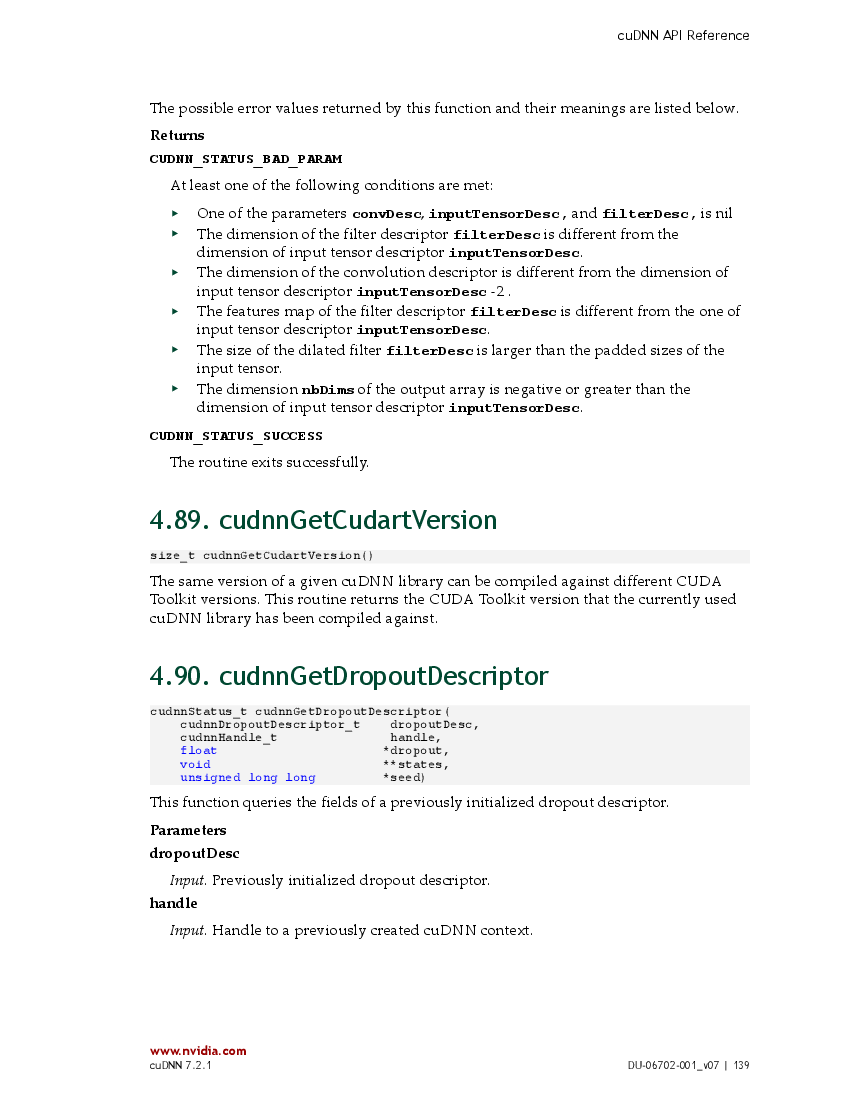 cuDNN API Reference
The possible error values returned by this function and their meanings are listed below.
Returns
CUDNN_STATUS_BAD_PARAM
At least one of the following conditions are met:
▸ One of the parameters convDesc, inputTensorDesc, and filterDesc, is nil
▸ The dimension of the filter descriptor filterDesc is different from the
dimension of input tensor descriptor inputTensorDesc.
▸ The dimension of the convolution descriptor is different from the dimension of
input tensor descriptor inputTensorDesc -2 .
▸ The features map of the filter descriptor filterDesc is different from the one of
input tensor descriptor inputTensorDesc.
▸ The size of the dilated filter filterDesc is larger than the padded sizes of the
input tensor.
▸ The dimension nbDims of the output array is negative or greater than the
dimension of input tensor descriptor inputTensorDesc.
CUDNN_STATUS_SUCCESS
The routine exits successfully.
4.89. cudnnGetCudartVersion
size_t cudnnGetCudartVersion()
The same version of a given cuDNN library can be compiled against different CUDA
Toolkit versions. This routine returns the CUDA Toolkit version that the currently used
cuDNN library has been compiled against.
4.90. cudnnGetDropoutDescriptor
cudnnStatus_t cudnnGetDropoutDescriptor(
cudnnDropoutDescriptor_t dropoutDesc,
cudnnHandle_t handle,
float *dropout,
void **states,
unsigned long long *seed)
This function queries the fields of a previously initialized dropout descriptor.
Parameters
dropoutDesc
Input. Previously initialized dropout descriptor.
handle
Input. Handle to a previously created cuDNN context.
www.nvidia.com
cuDNN 7.2.1
DU-06702-001_v07 | 139